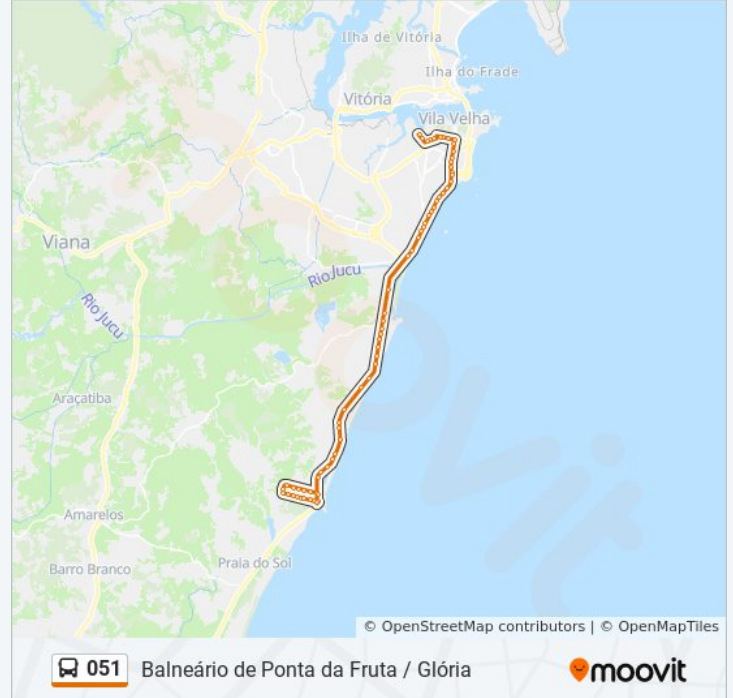 Ilha de Vitória
Ilha do Frade
Vitória
Vila Velha
Viana
Rio Jucu
Rio Jucu
Araçatiba
Amarelos
Barro Branco
Praia do Sol
moovit
© OpenStreetMap contributors | © OpenMapTiles
051 Balneário de Ponta da Fruta / Glória
moovit